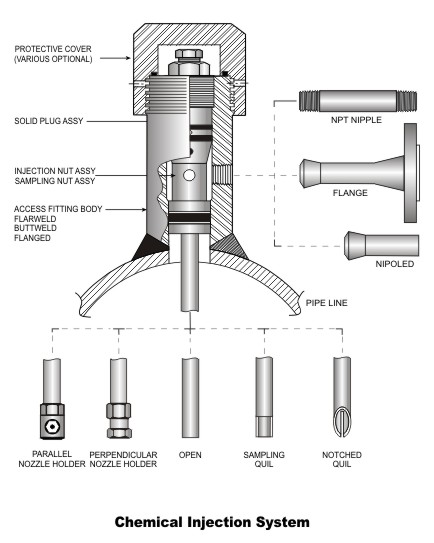 PROTECTIVE COVER
(VARIOUS OPTIONAL)
SOLID PLUG ASSY
INJECTION NUT ASSY
SAMPLING NUT ASSY
ACCESS FITTING BODY
FLARWELD
BUTTWELD
FLANGED
NPT NIPPLE
FLANGE
NIPOLED
PIPE LINE
PARALLEL
NOZZLE HOLDER
PERPENDICULAR
NOZZLE HOLDER
OPEN
SAMPLING
QUIL
NOTCHED
QUIL
Chemical Injection System